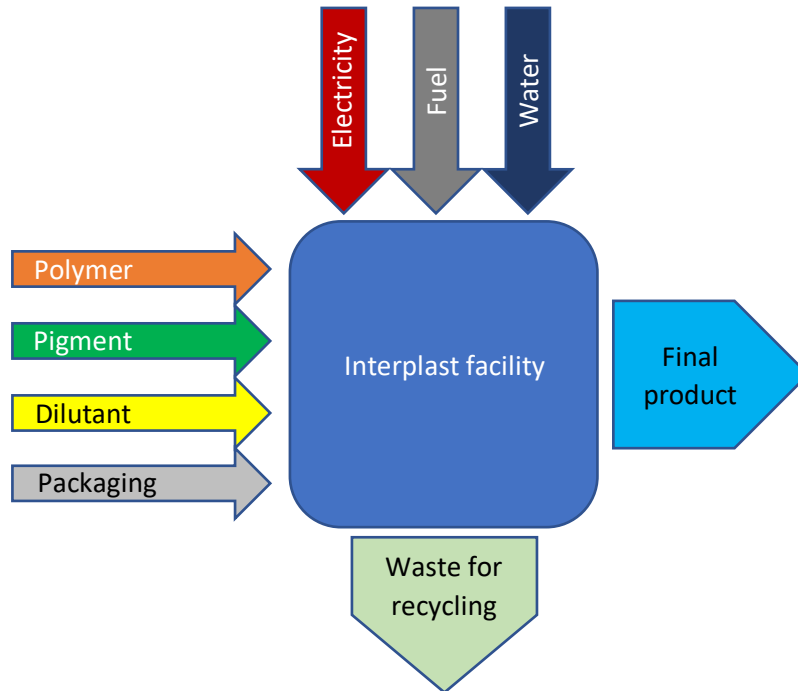 Electricity
Fuel
Water
Polymer
Pigment
Dilutant
Packaging
Interplast facility
Final
product
Waste for
recycling